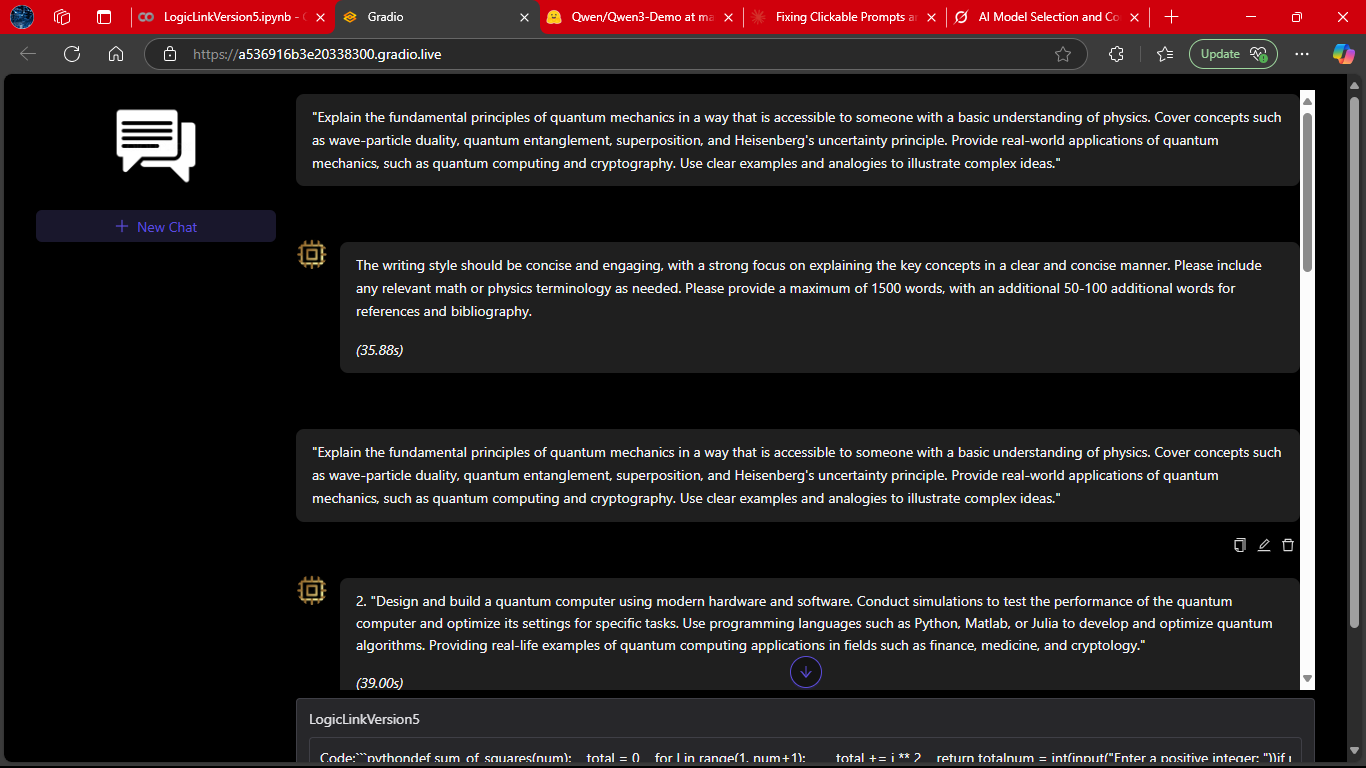 LogicLinkVersion5.ipynb - C
Gradio
Qwen/Qwen3-Demo at ma
Fixing Clickable Prompts a
AI Model Selection and Co
https://a536916b3e20338300.gradio.live
Update
"Explain the fundamental principles of quantum mechanics in a way that is accessible to someone with a basic understanding of physics. Cover concepts such
as wave-particle duality, quantum entanglement, superposition, and Heisenberg's uncertainty principle. Provide real-world applications of quantum
mechanics, such as quantum computing and cryptography. Use clear examples and analogies to illustrate complex ideas."
+ New Chat
The writing style should be concise and engaging, with a strong focus on explaining the key concepts in a clear and concise manner. Please include
any relevant math or physics terminology as needed. Please provide a maximum of 1500 words, with an additional 50-100 additional words for
references and bibliography.
(35.88s)
"Explain the fundamental principles of quantum mechanics in a way that is accessible to someone with a basic understanding of physics. Cover concepts such
as wave-particle duality, quantum entanglement, superposition, and Heisenberg's uncertainty principle. Provide real-world applications of quantum
mechanics, such as quantum computing and cryptography. Use clear examples and analogies to illustrate complex ideas."
2. "Design and build a quantum computer using modern hardware and software. Conduct simulations to test the performance of the quantum
computer and optimize its settings for specific tasks. Use programming languages such as Python, Matlab, or Julia to develop and optimize quantum
algorithms. Providing real-life examples of quantum computing applications in fields such as finance, medicine, and cryptology."
(39.00s)
LogicLinkVersion5
Code:```pythondef sum_of_squares(num): total = 0 for I in range(1, num+1): total += i ** 2 return totalnum = int(input("Enter a positive integer: "))if